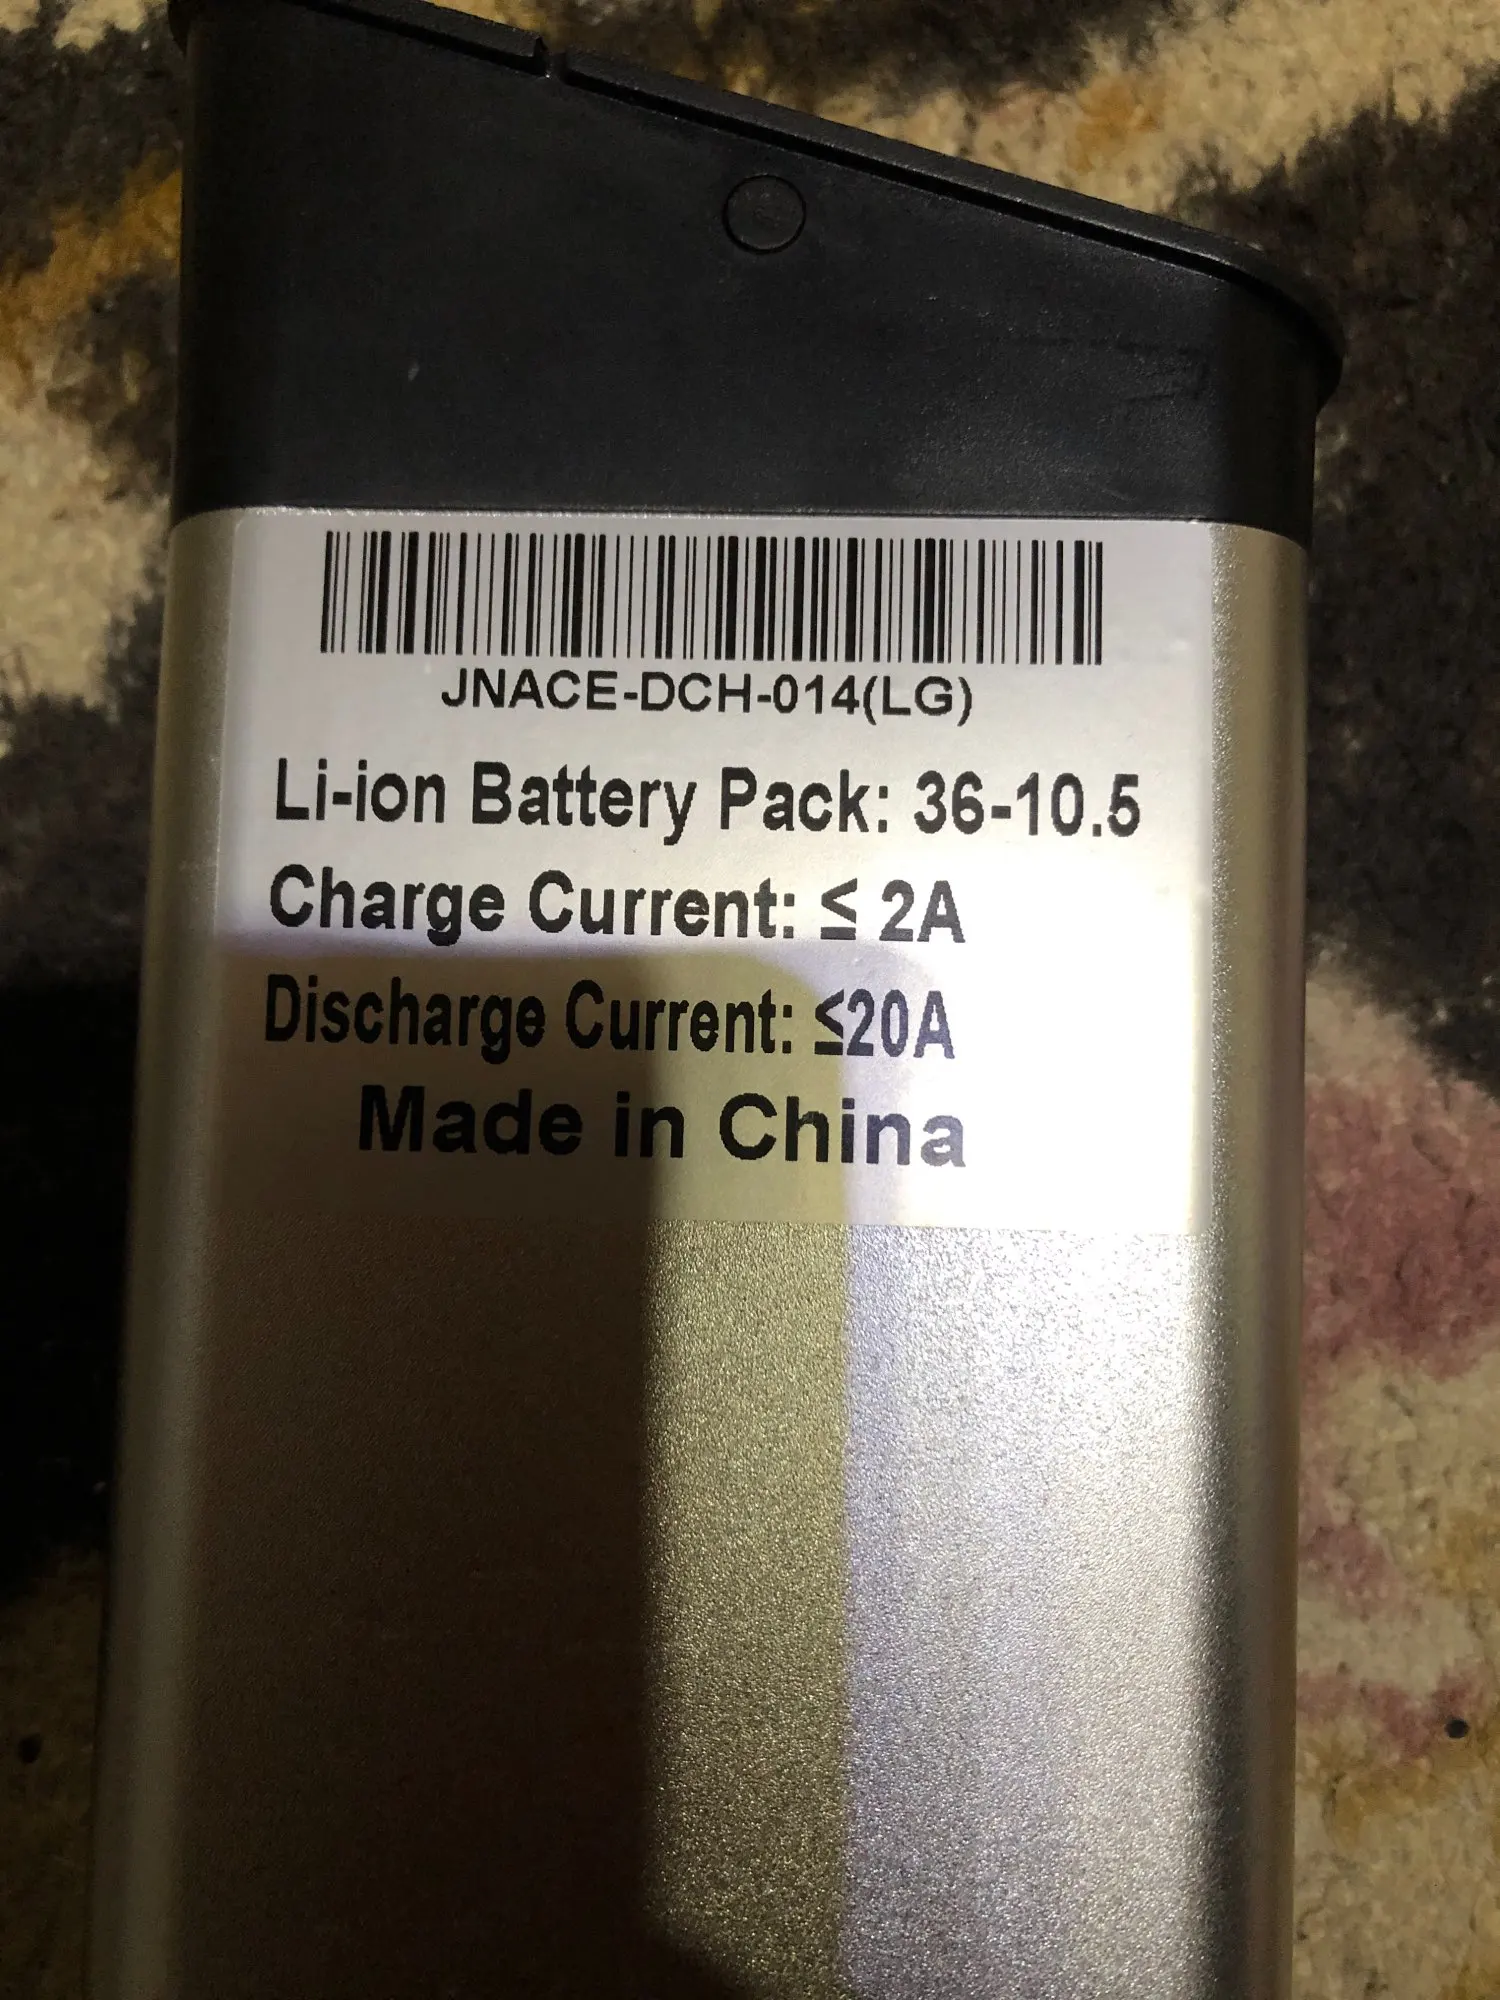 JNACE-DCH-014(LG)
Li-ion Battery Pack: 36-10.5
Charge Current: ≤ 2A
Discharge Current: ≤20A
Made in China